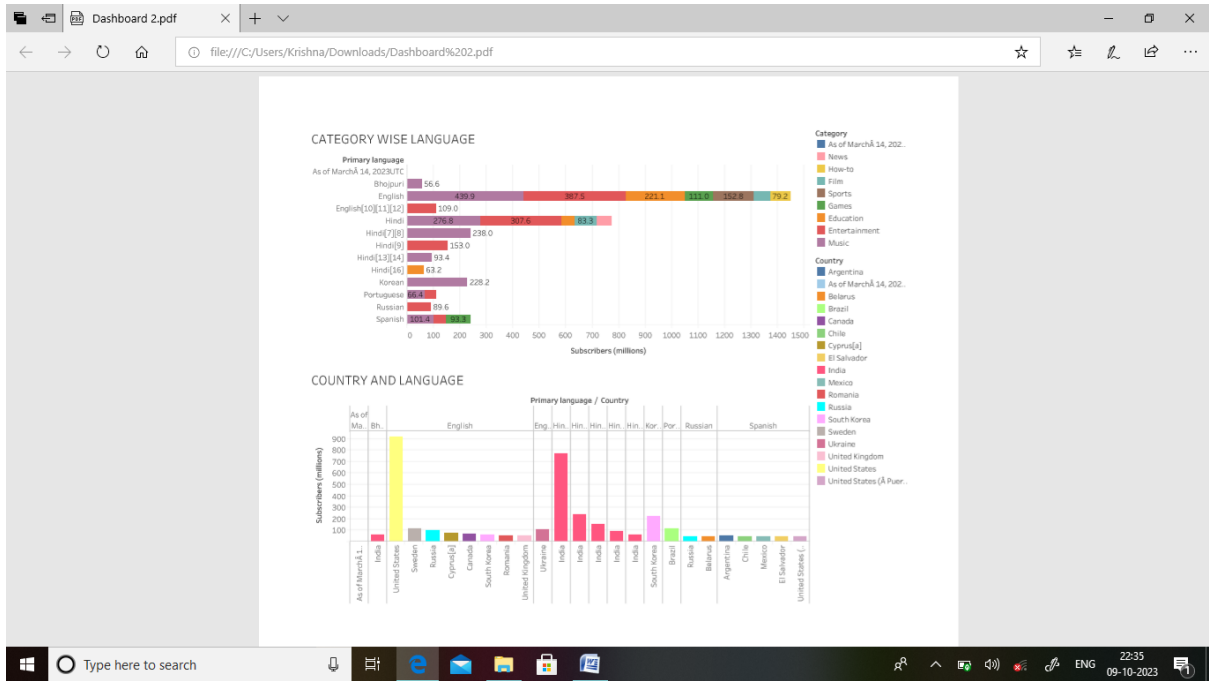 Dashboard 2.pdf
file:///C:/Users/Krishna/Downloads/Dashboard%202.pdf
CATEGORY WISE LANGUAGE
Primary language
As of MarchÂ 14, 2023UTC
Bhojpuri 56.6
English 439.9 387.5 221.1 111.0 152.8 79.2
English[10][11][12] 109.0
Hindi 276.8 307.6 83.3
Hindi[7][8] 238.0
Hindi[9] 153.0
Hindi[13][14] 93.4
Hindi[16] 63.2
Korean 228.2
Portuguese 66.4
Russian 89.6
Spanish 101.4 93.3
0 100 200 300 400 500 600 700 800 900 1000 1100 1200 1300 1400 1500
Subscribers (millions)
Category
As of MarchÂ 14, 202..
News
How-to
Film
Sports
Games
Education
Entertainment
Music
Country
Argentina
As of MarchÂ 14, 202..
Belarus
Brazil
Canada
Chile
Cyprus[a]
El Salvador
India
Mexico
Romania
Russia
South Korea
Sweden
Ukraine
United Kingdom
United States
United States (Â Puer..
COUNTRY AND LANGUAGE
Primary language / Country
As of
Ma.. Bh.. English Eng.. Hin.. Hin.. Hin.. Hin.. Hin.. Kor.. Por.. Russian Spanish
Subscribers (millions)
900
800
700
600
500
400
300
200
100
As of MarchÂ 1..
India
United States
Sweden
Russia
Cyprus[a]
Canada
South Korea
Romania
United Kingdom
Ukraine
India
India
India
India
India
South Korea
Brazil
Russia
Belarus
Argentina
Chile
Mexico
El Salvador
United States (..
Type here to search
ENG
22:35
09-10-2023
1